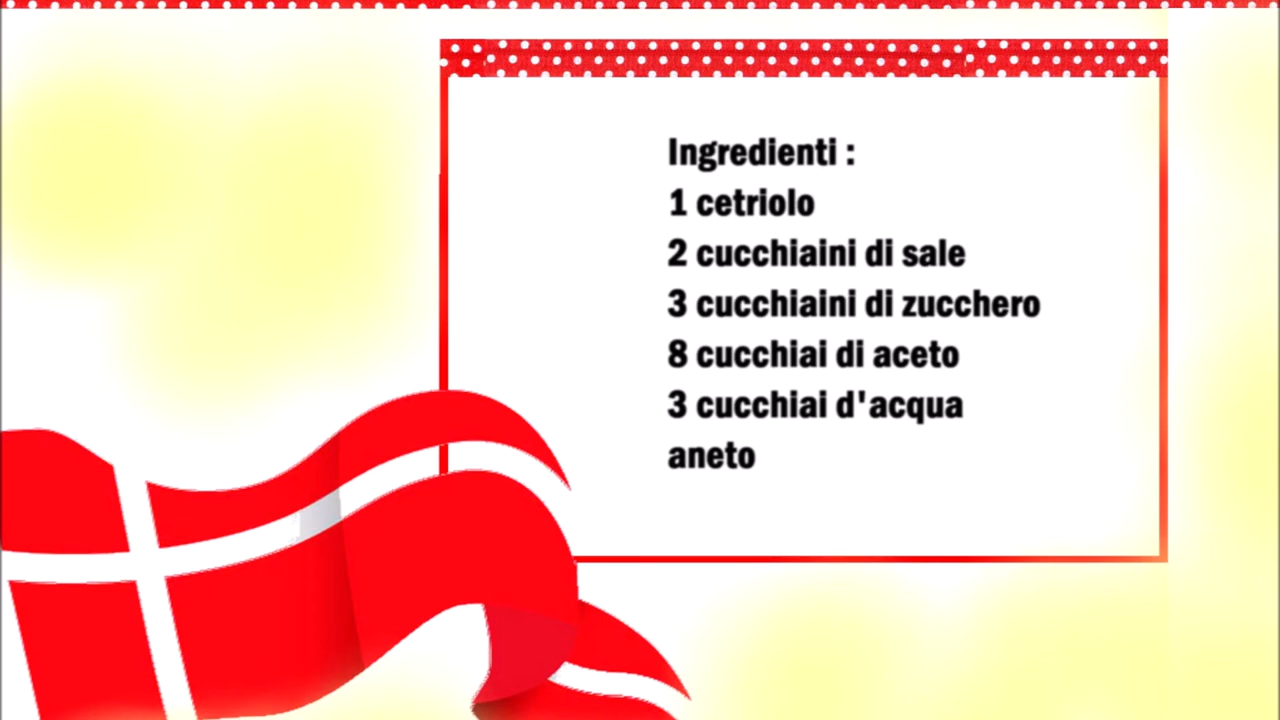 Ingredienti :
1 cetriolo
2 cucchiaini di sale
3 cucchiaini di zucchero
8 cucchiai di aceto
3 cucchiai d'acqua
aneto